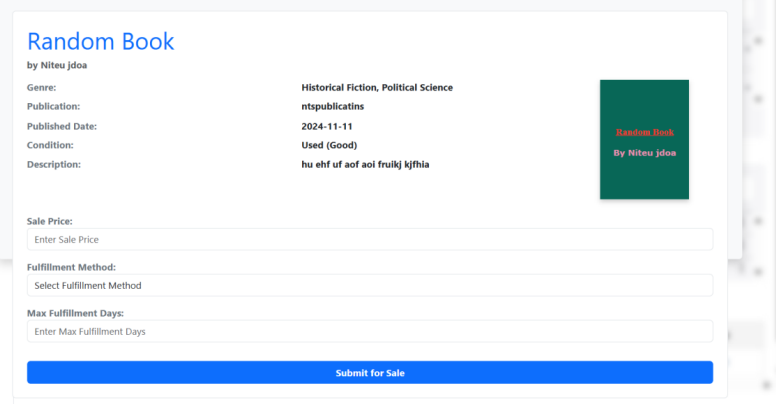 Random Book
by Niteu jdoa
Genre: Historical Fiction, Political Science
Publication: ntspublicatins
Published Date: 2024-11-11
Condition: Used (Good)
Description: hu ehf uf aof aoi fruikj kjfhia
Random Book
By Niteu jdoa
Sale Price:
Enter Sale Price
Fulfillment Method:
Select Fulfillment Method
Max Fulfillment Days:
Enter Max Fulfillment Days
Submit for Sale